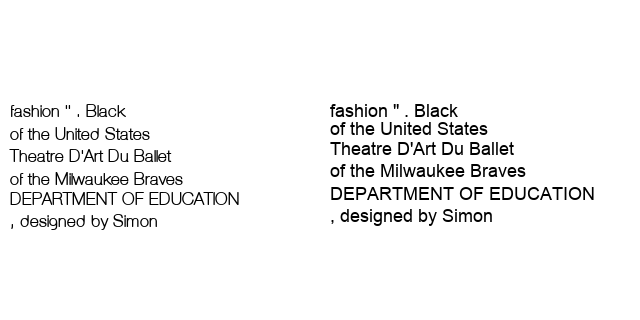 fashion " . Black
of the United States
Theatre D'Art Du Ballet
of the Milwaukee Braves
DEPARTMENT OF EDUCATION
, designed by Simon
fashion " . Black
of the United States
Theatre D'Art Du Ballet
of the Milwaukee Braves
DEPARTMENT OF EDUCATION
, designed by Simon